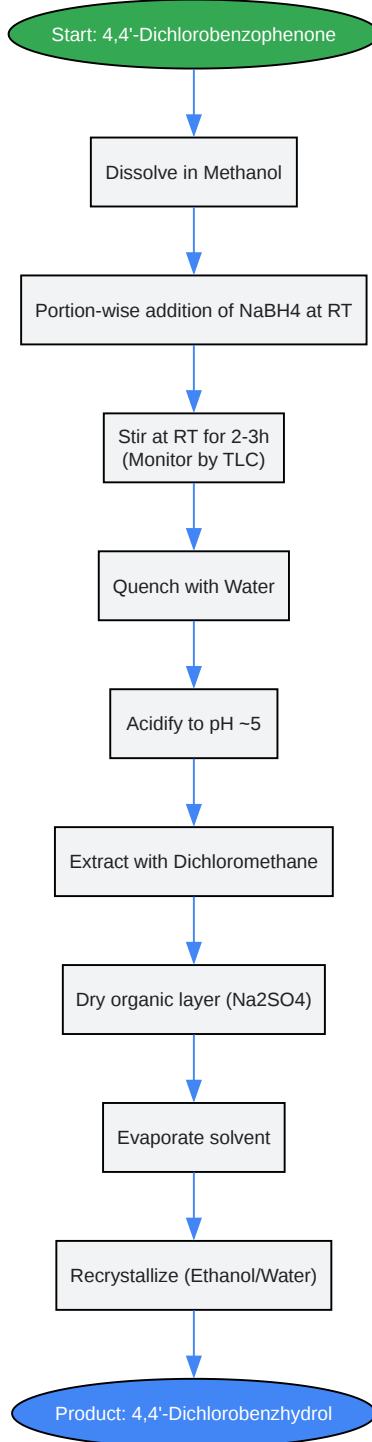 Start: 4,4'-Dichlorobenzophenone
Dissolve in Methanol
Portion-wise addition of NaBH4 at RT
Stir at RT for 2-3h
(Monitor by TLC)
Quench with Water
Acidify to pH ~5
Extract with Dichloromethane
Dry organic layer (Na2SO4)
Evaporate solvent
Recrystallize (Ethanol/Water)
Product: 4,4'-Dichlorobenzhydrol